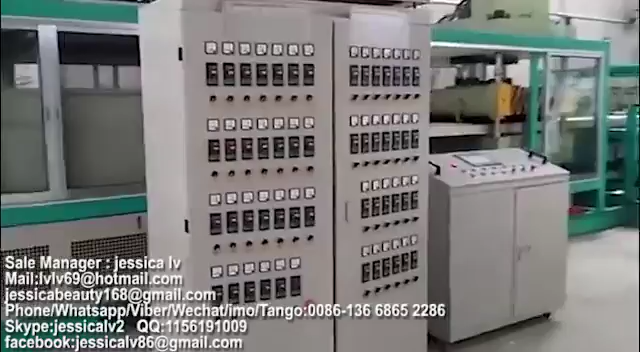 Sale Manager : jessica lv
Mail:lvlv69@hotmail.com
jessicabeauty168@gmail.com
Phone/Whatsapp/Viber/Wechat/imo/Tango:0086-136 6865 2286
Skype:jessicalv2 QQ:1156191009
facebook:jessicalv86@gmail.com